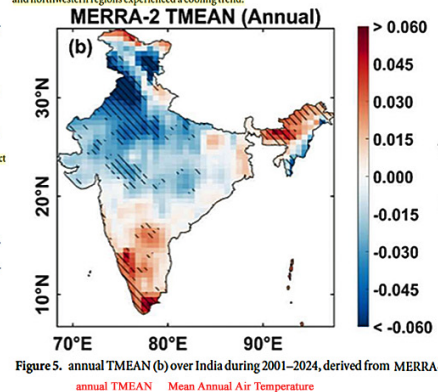 and northwestern regions experienced a cooling trend.
MERRA-2 TMEAN (Annual)
(b)
30°N
20°N
10°N
70°E 80°E 90°E
> 0.060
0.045
0.030
0.015
0.000
-0.015
-0.030
-0.045
< -0.060
Figure 5. annual TMEAN (b) over India during 2001–2024, derived from MERRA
annual TMEAN Mean Annual Air Temperature